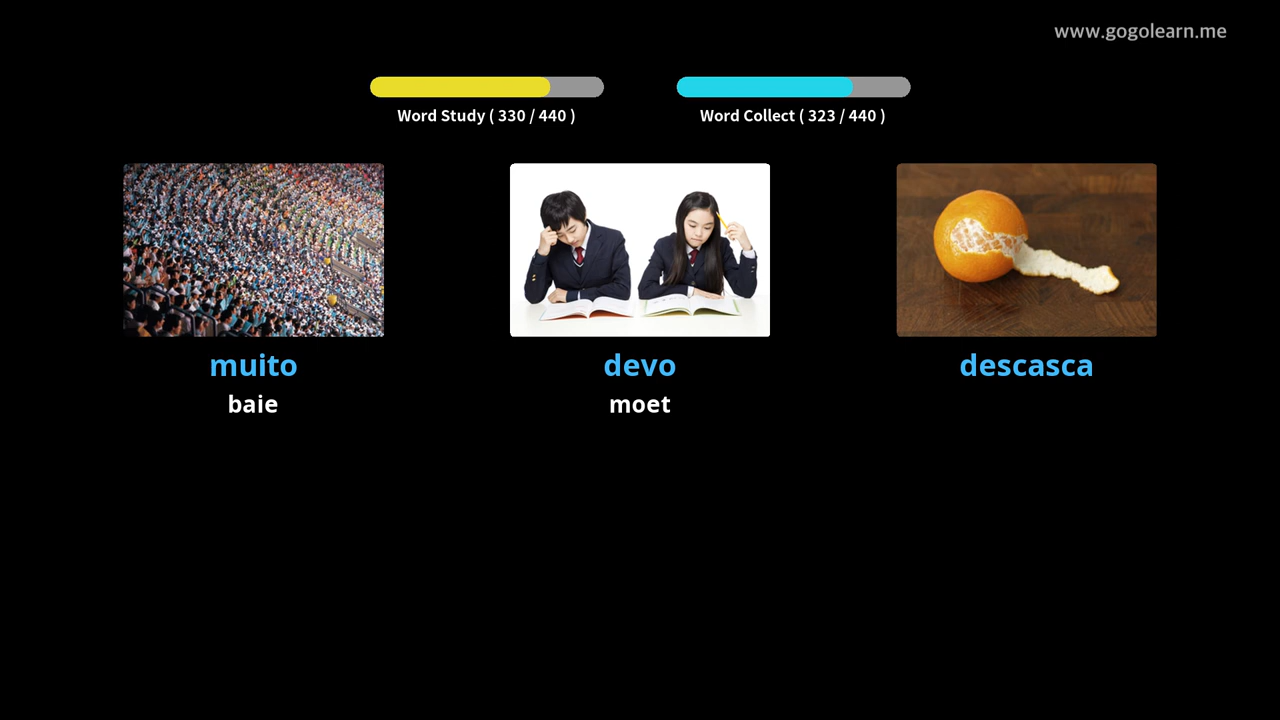 www.gogolearn.me
Word Study ( 330 / 440 )
Word Collect ( 323 / 440 )
muito
baie
devo
moet
descasca